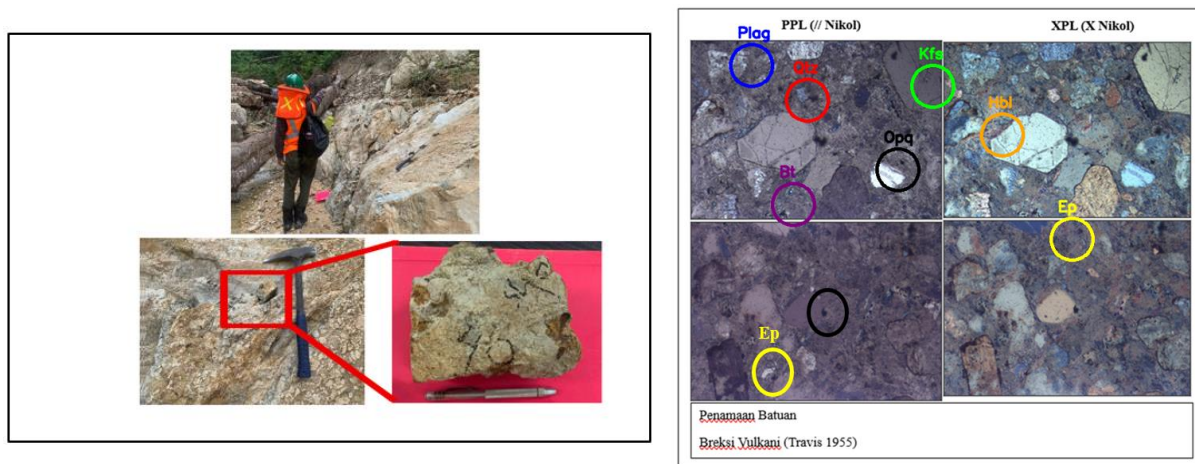 PPL (// Nikol)
XPL (X Nikol)
Plag
Qtz
Kfs
Hbl
Opq
Bt
Ep
Ep
Penamaan Batuan
Breksi Vulkani (Travis 1955)